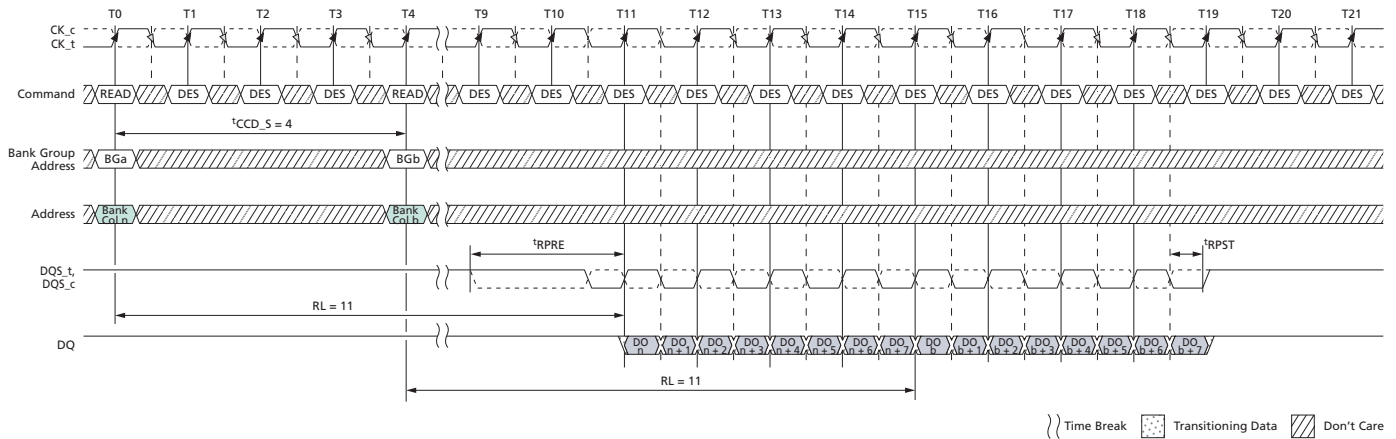 T0 T1 T2 T3 T4 T9 T10 T11 T12 T13 T14 T15 T16 T17 T18 T19 T20 T21
CK_c
CK_t
Command READ DES DES DES READ DES DES DES DES DES DES DES DES DES DES DES DES DES
tCCD_S = 4
Bank Group
Address
BGa BGb
Address
Bank
Col n
Bank
Col b
tRPRE tRPST
DQS_t,
DQS_c
RL = 11
DQ
DO
n
DO
n + 1
DO
n + 2
DO
n + 3
DO
n + 4
DO
n + 5
DO
n + 6
DO
n + 7
DO
b
DO
b + 1
DO
b + 2
DO
b + 3
DO
b + 4
DO
b + 5
DO
b + 6
DO
b + 7
RL = 11
Time Break Transitioning Data Don't Care